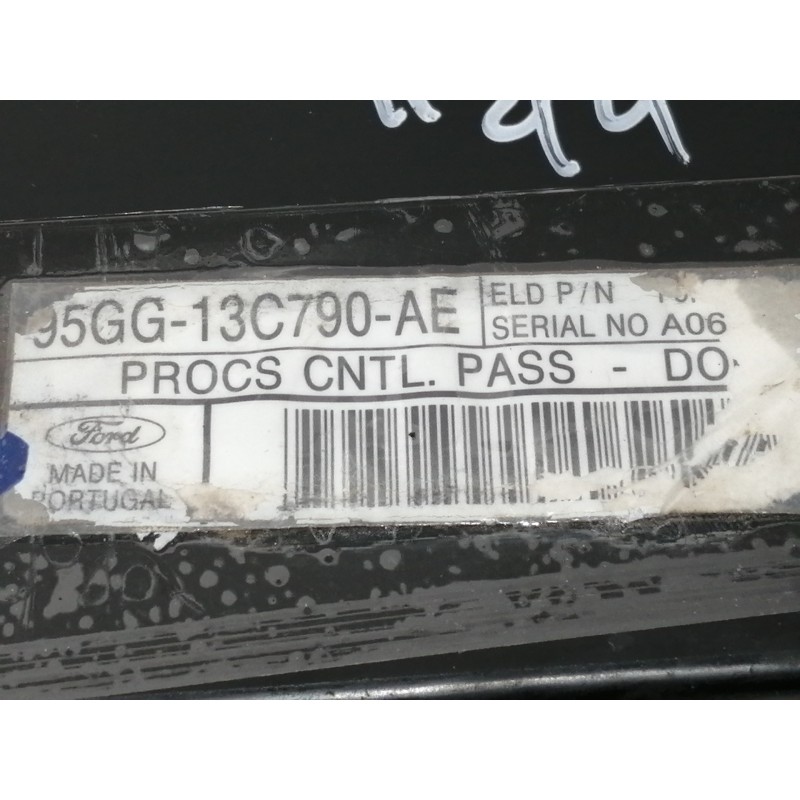 95GG-13C790-AE
ELD P/N
SERIAL NO A06
PROCS CNTL. PASS - DO
Ford
MADE IN
PORTUGAL